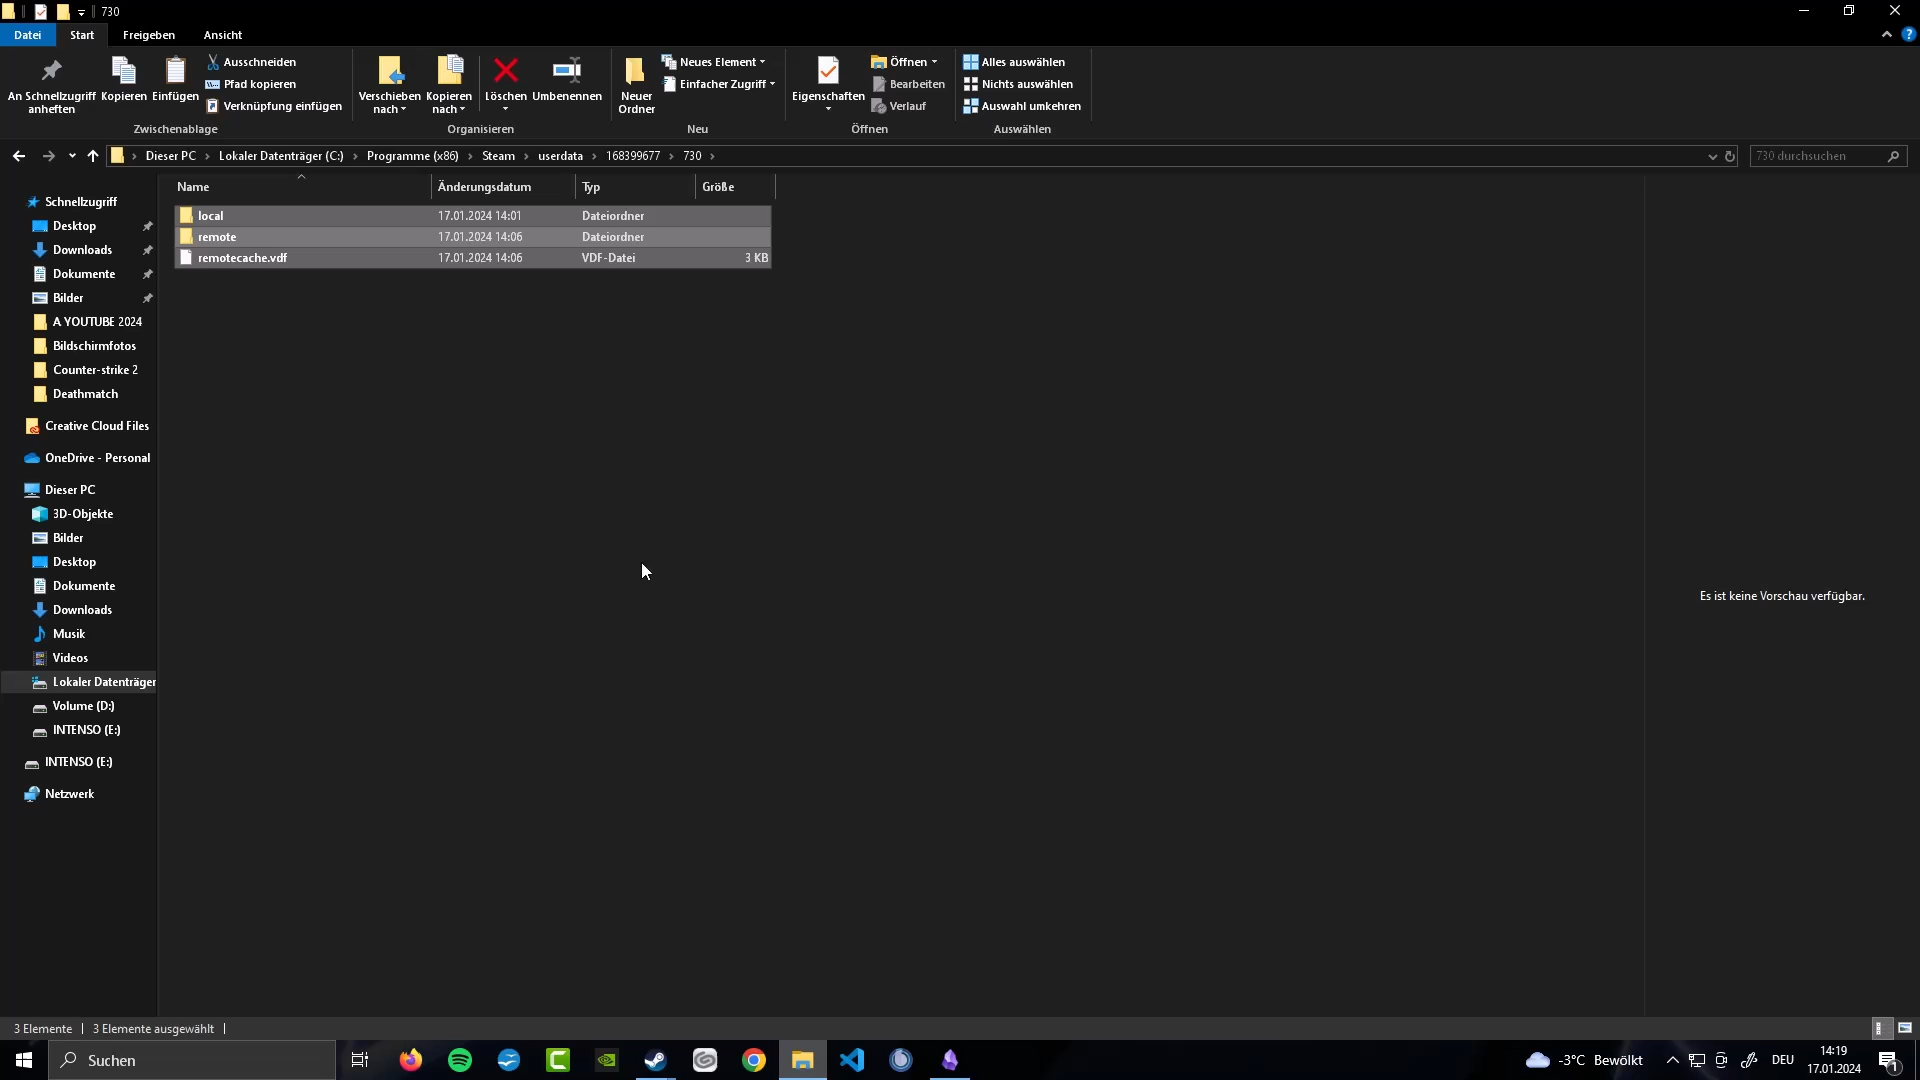 730
Datei Start Freigeben Ansicht
An Schnellzugriff anheften
Kopieren
Einfügen
Ausschneiden
Pfad kopieren
Verknüpfung einfügen
Zwischenablage
Verschieben nach
Kopieren nach
Löschen
Umbenennen
Organisieren
Neuer Ordner
Neues Element
Einfacher Zugriff
Neu
Eigenschaften
Öffnen
Bearbeiten
Verlauf
Öffnen
Alles auswählen
Nichts auswählen
Auswahl umkehren
Auswählen
Dieser PC › Lokaler Datenträger (C:) › Programme (x86) › Steam › userdata › 168399677 › 730 ›
730 durchsuchen
Name Änderungsdatum Typ Größe
local 17.01.2024 14:01 Dateiordner
remote 17.01.2024 14:06 Dateiordner
remotecache.vdf 17.01.2024 14:06 VDF-Datei 3 KB
Schnellzugriff
Desktop
Downloads
Dokumente
Bilder
A YOUTUBE 2024
Bildschirmfotos
Counter-strike 2
Deathmatch
Creative Cloud Files
OneDrive - Personal
Dieser PC
3D-Objekte
Bilder
Desktop
Dokumente
Downloads
Musik
Videos
Lokaler Datenträger
Volume (D:)
INTENSO (E:)
INTENSO (E:)
Netzwerk
Es ist keine Vorschau verfügbar.
3 Elemente 3 Elemente ausgewählt
Suchen
-3°C Bewölkt
DEU
14:19
17.01.2024
1